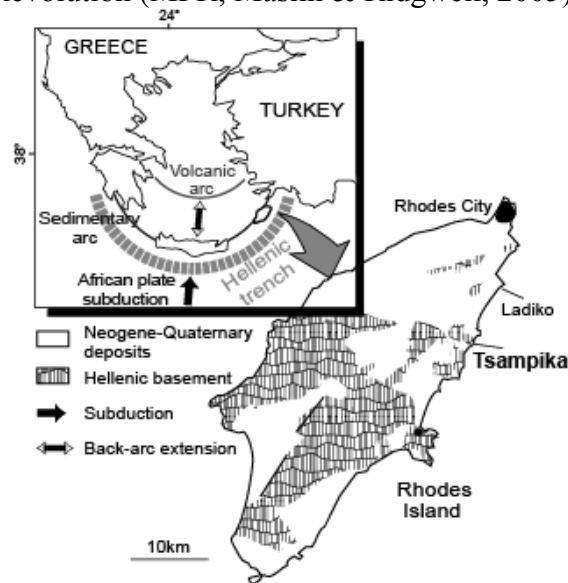 24°
GREECE
TURKEY
38°
Volcanic
arc
Sedimentary
arc
Hellenic
trench
African plate
subduction
Rhodes City
Ladiko
Tsampika
Neogene-Quaternary
deposits
Hellenic basement
Subduction
Back-arc extension
Rhodes
Island
10km